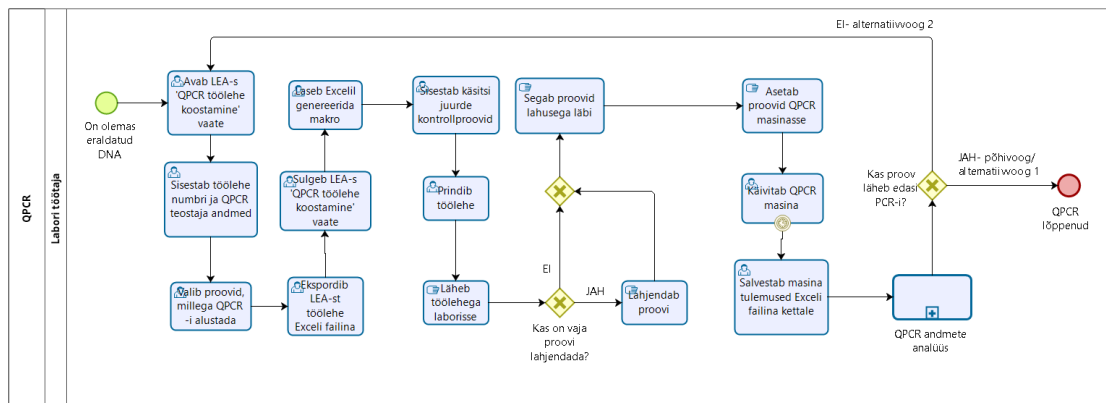 QPCR
Labori töötaja
On olemas
eraldatud
DNA
Avab LEA-s
'QPCR töölehe
koostamine'
vaate
Sisestab töölehe
numbri ja QPCR
teostaja andmed
Valib proovid,
millega QPCR
-i alustada
Ekspordib
LEA-st
töölehe
Exceli failina
Sulgeb LEA-s
'QPCR töölehe
koostamine'
vaate
Laseb Excelil
genereerida
makro
Sisestab käsitsi
juurde
kontrollproovid
Prindib
töölehe
Läheb
töölehega
laborisse
Kas on vaja
proovi
lahjendada?
EI
JAH
Lahjendab
proovi
Segab proovid
lahusega läbi
Asetab
proovid QPCR
masinasse
Käivitab QPCR
masina
Salvestab masina
tulemused Exceli
failina kettale
QPCR andmete
analüüs
Kas proov
läheb edasi
PCR-i?
EI- alternatiivvoog 2
JAH- põhivoog/
alternatiivvoog 1
QPCR
lõppenud